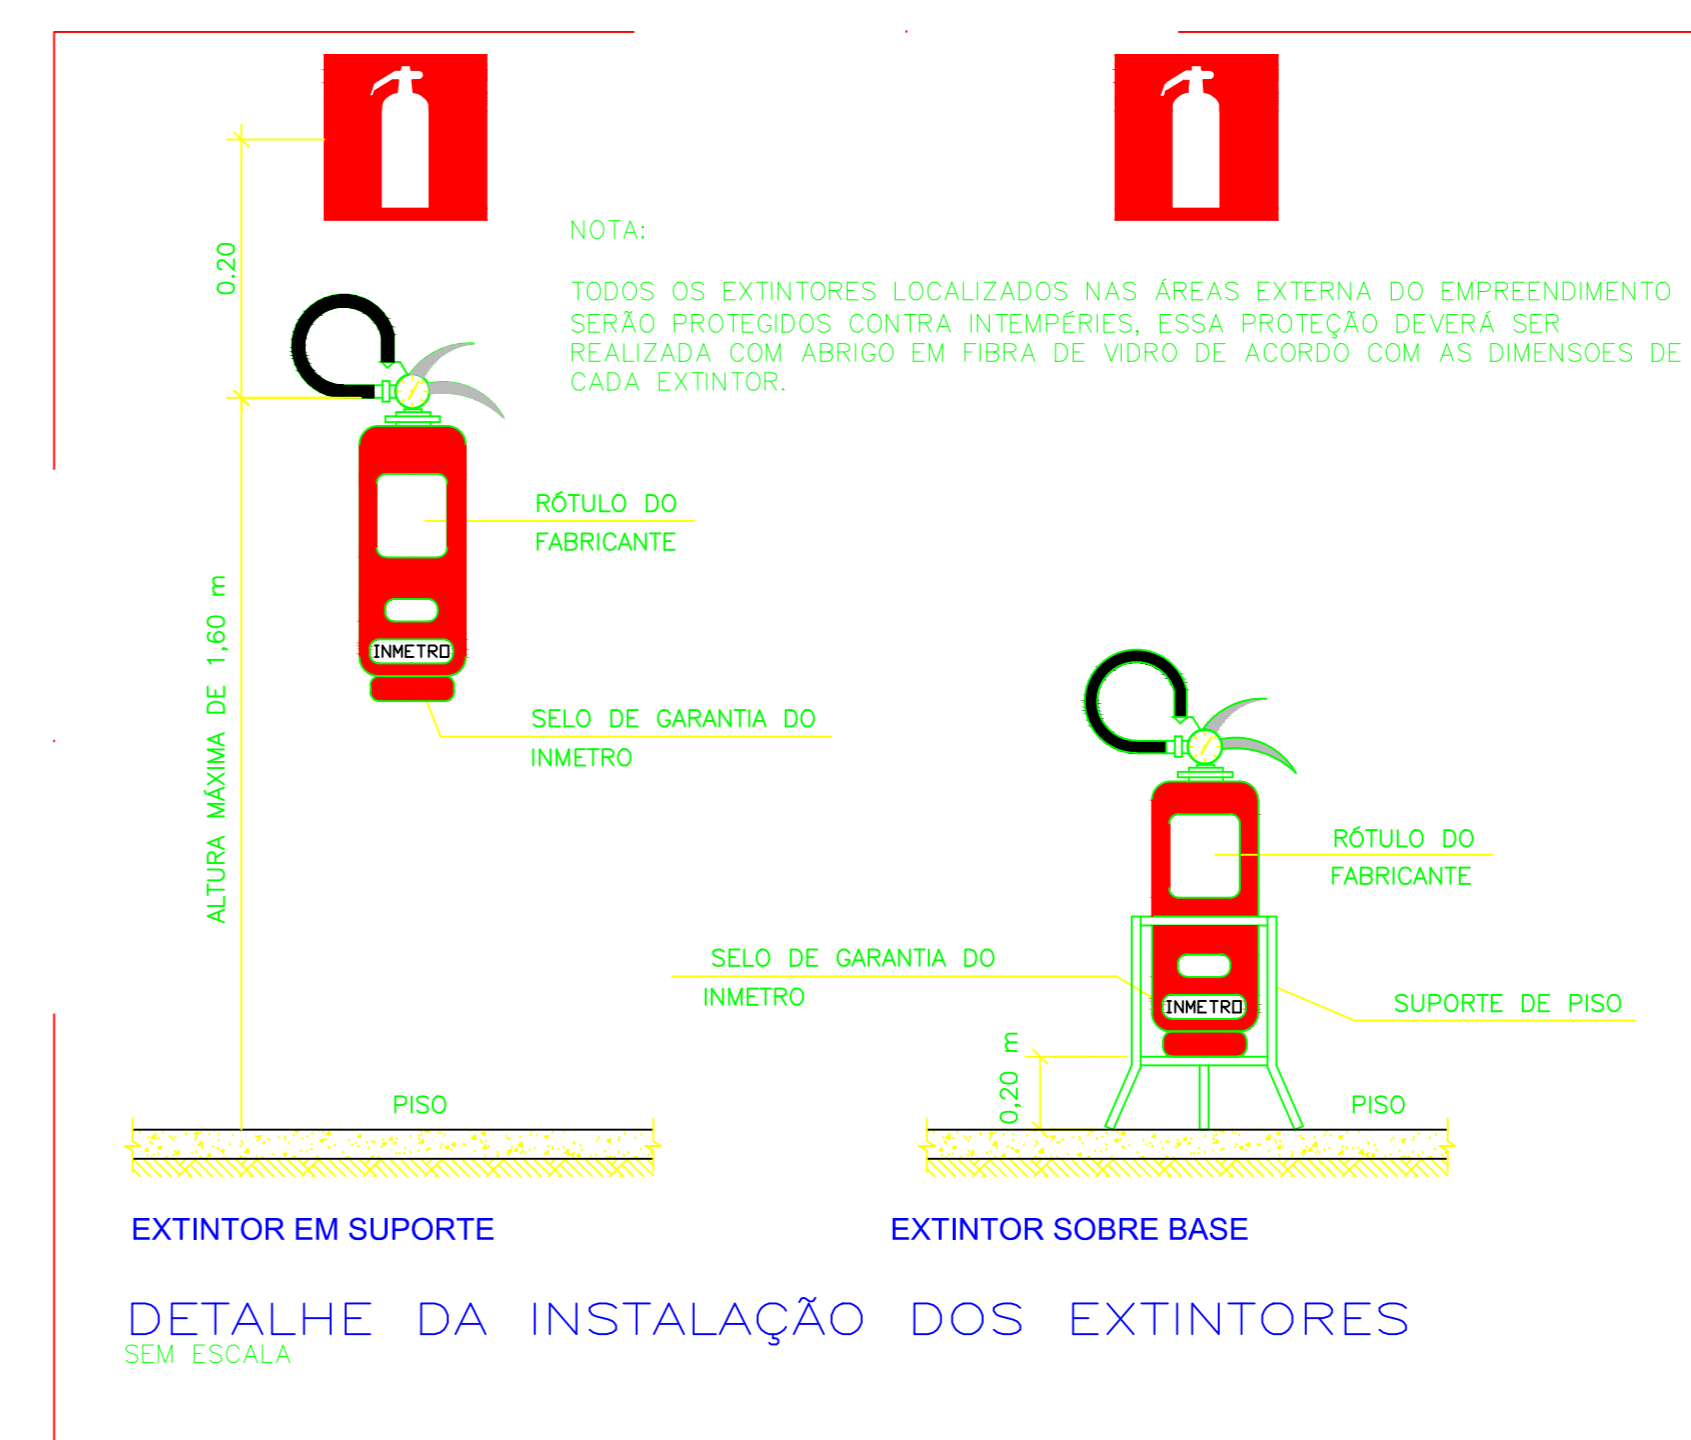 NOTA:
TODOS OS EXTINTORES LOCALIZADOS NAS ÁREAS EXTERNA DO EMPREENDIMENTO
SERÃO PROTEGIDOS CONTRA INTEMPÉRIES, ESSA PROTEÇÃO DEVERÁ SER
REALIZADA COM ABRIGO EM FIBRA DE VIDRO DE ACORDO COM AS DIMENSOES DE
CADA EXTINTOR.
0.20
ALTURA MÁXIMA DE 1,60 m
RÓTULO DO
FABRICANTE
INMETRO
SELO DE GARANTIA DO
INMETRO
PISO
EXTINTOR EM SUPORTE
RÓTULO DO
FABRICANTE
SELO DE GARANTIA DO
INMETRO
INMETRO
SUPORTE DE PISO
0,20 m
PISO
EXTINTOR SOBRE BASE
DETALHE DA INSTALAÇÃO DOS EXTINTORES
SEM ESCALA